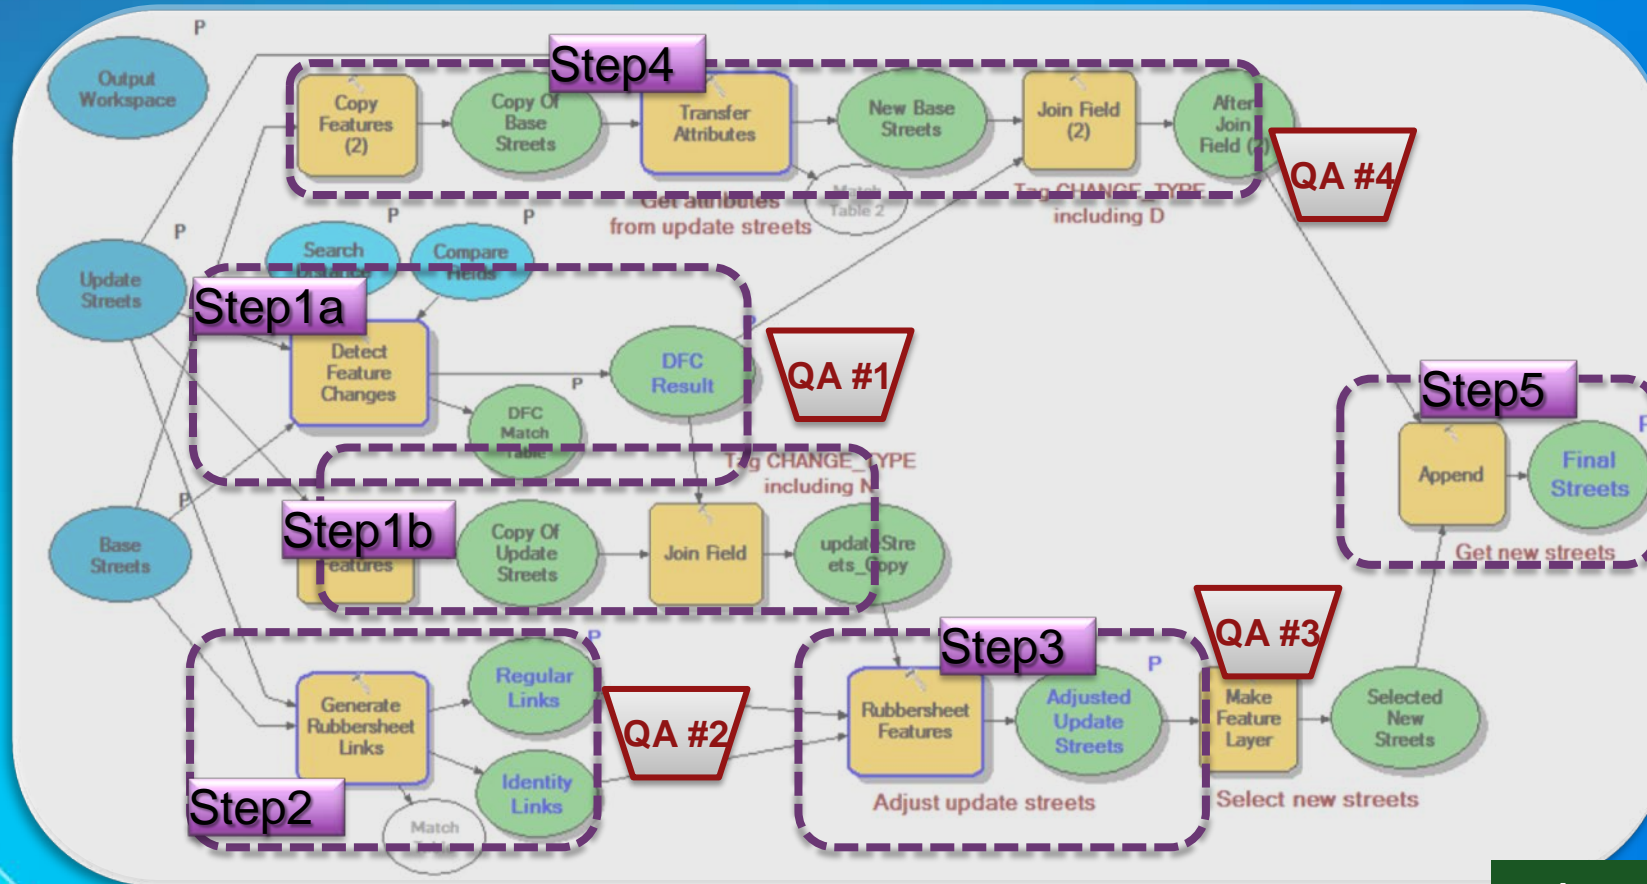 P
Output
Workspace
Step4
Copy
Features
(2)
Copy Of
Base
Streets
Transfer
Attributes
New Base
Streets
Join Field
(2)
After
Join
Field (2)
QA #4
Match
Table 2
Get attributes
from update streets
Tag CHANGE_TYPE
including D
P
Update
Streets
P
Search
Distance
P
Compare
Fields
Step1a
Detect
Feature
Changes
P
DFC
Result
QA #1
P
DFC
Match
Table
Tag CHANGE_TYPE
including N
Step5
Append
P
Final
Streets
Get new streets
P
Base
Streets
Step1b
Features
Copy Of
Update
Streets
Join Field
updateStre
ets_Copy
Step2
Generate
Rubbersheet
Links
P
Regular
Links
Identity
Links
Match
QA #2
Step3
Rubbersheet
Features
P
Adjusted
Update
Streets
Adjust update streets
QA #3
Make
Feature
Layer
Selected
New
Streets
Select new streets